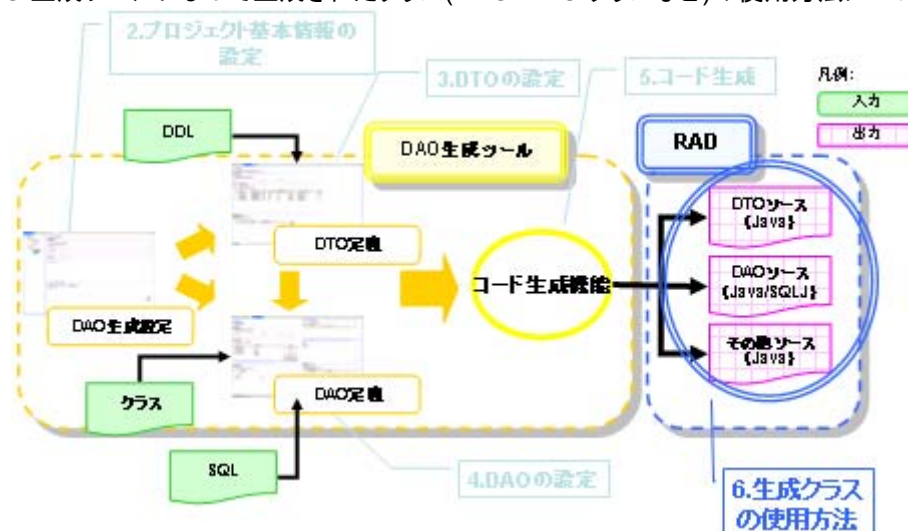 2.プロジェクト基本情報の
設定
3.DTOの設定
5.コード生成
凡例:
入力
出力
DDL
DAO生成ツール
RAD
DTOソース
(Java)
DTO定義
コード生成機能
DAOソース
(Java/SQLJ)
DAO生成設定
その他ソース
(Java)
クラス
DAO定義
SQL
4.DAOの設定
6.生成クラス
の使用方法